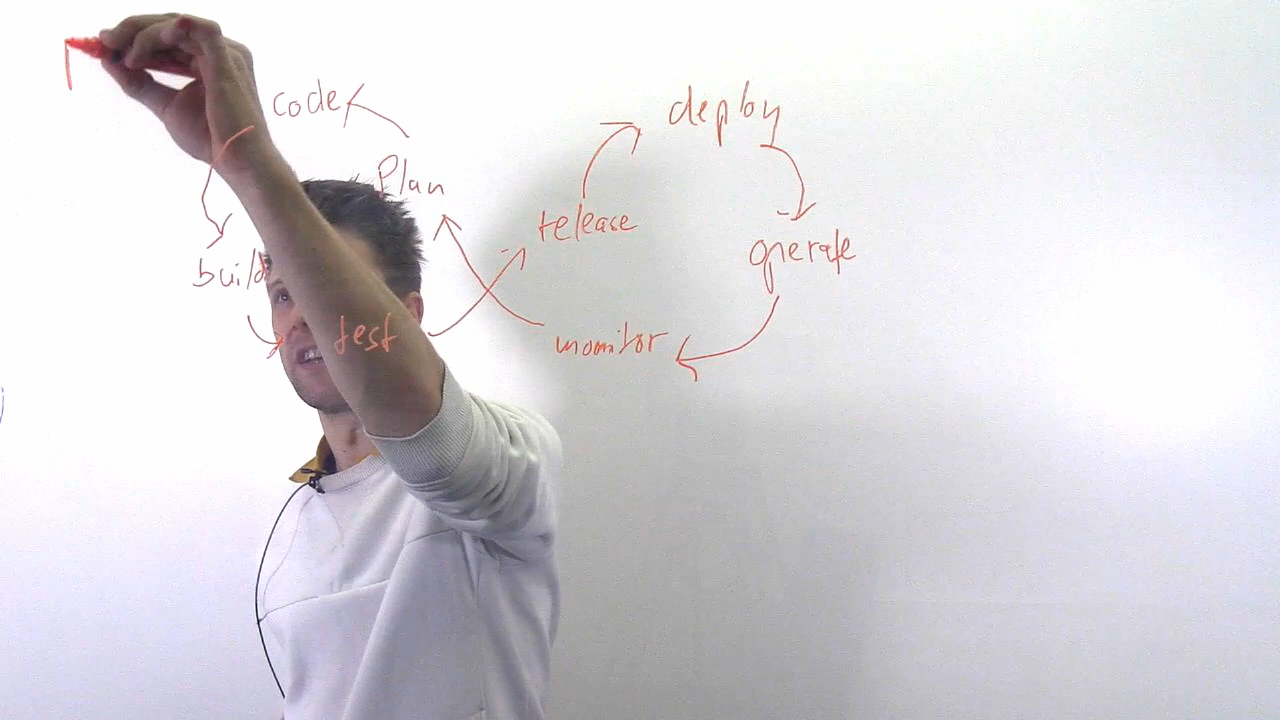 code
deploy
Plan
release
operate
build
test
monitor